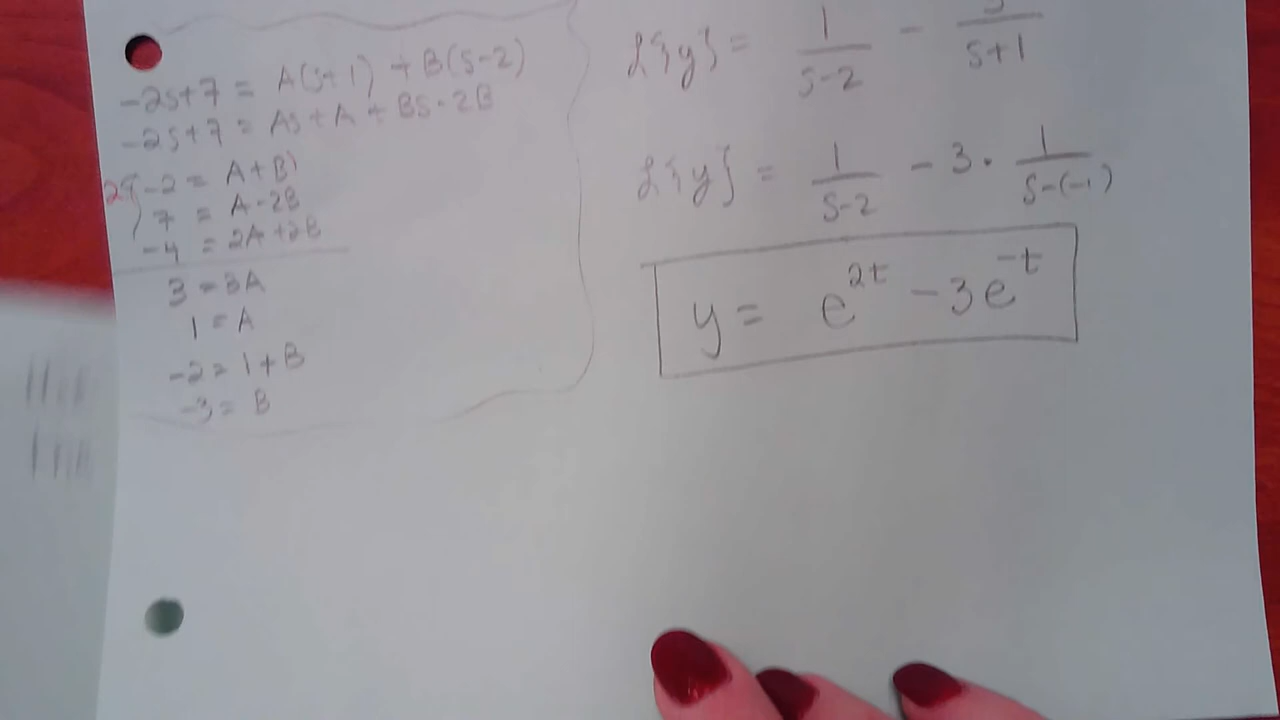 -2s+7 = A(s+1) + B(s-2)
-2s+7 = As+A + Bs-2B
2( -2 = A+B)
7 = A-2B
-4 = 2A+2B
3 = 3A
1 = A
-2 = 1+B
-3 = B
ℒ{y} = 1/(s-2) - 3/(s+1)
ℒ{y} = 1/(s-2) - 3 · 1/(s-(-1))
y = e^{2t} - 3e^{-t}